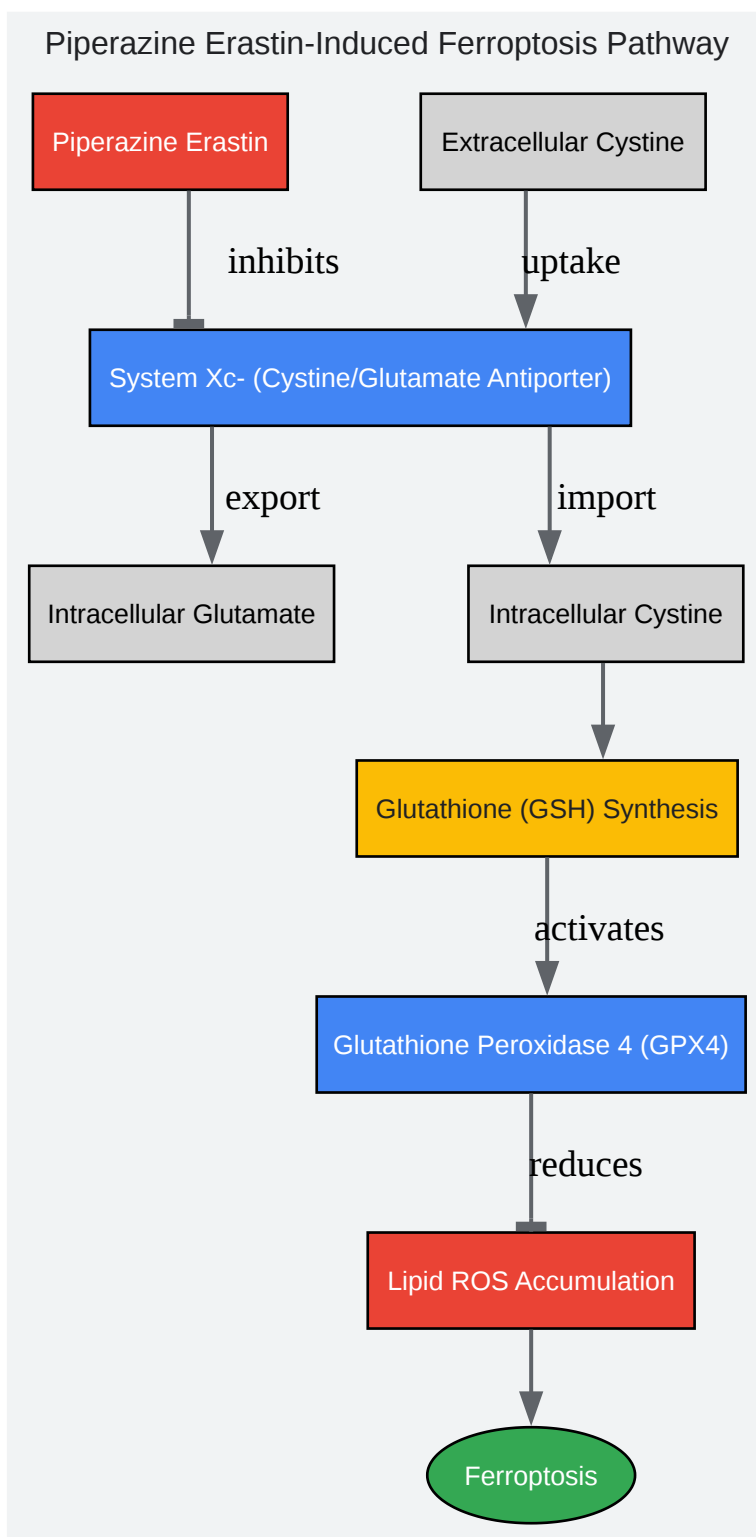 Piperazine Erastin-Induced Ferroptosis Pathway
Piperazine Erastin
Extracellular Cystine
inhibits
uptake
System Xc- (Cystine/Glutamate Antiporter)
export
import
Intracellular Glutamate
Intracellular Cystine
Glutathione (GSH) Synthesis
activates
Glutathione Peroxidase 4 (GPX4)
reduces
Lipid ROS Accumulation
Ferroptosis